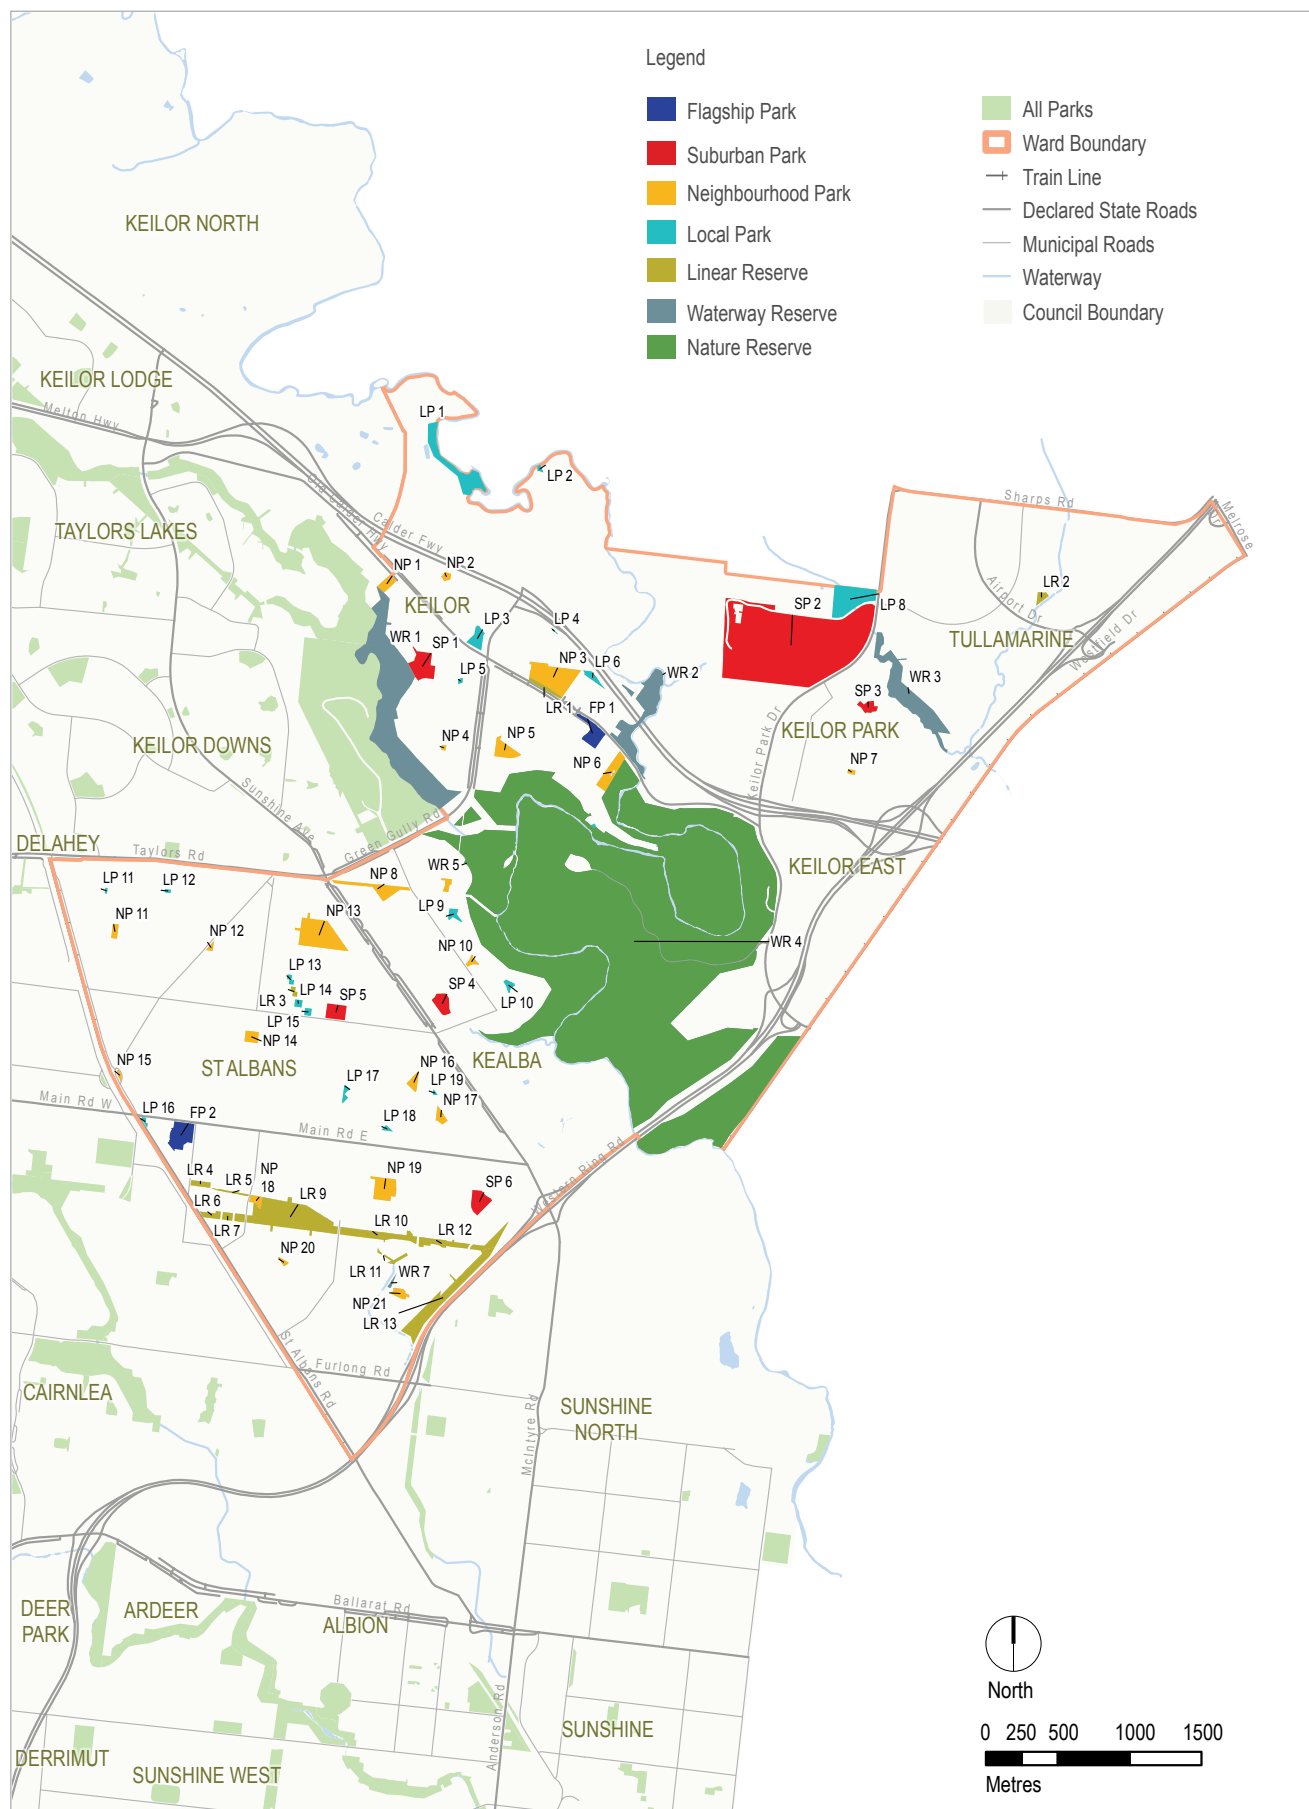 Legend
Flagship Park
Suburban Park
Neighbourhood Park
Local Park
Linear Reserve
Waterway Reserve
Nature Reserve
All Parks
Ward Boundary
Train Line
Declared State Roads
Municipal Roads
Waterway
Council Boundary
KEILOR NORTH
KEILOR LODGE
Melton Hwy
LP 1
LP 2
Old Calder Hwy
Calder Fwy
Sharps Rd
Melrose Dr
TAYLORS LAKES
NP 1
NP 2
KEILOR
LR 2
Airport Dr
SP 2
LP 8
LP 3
LP 4
WR 1
SP 1
TULLAMARINE
Westfield Dr
NP 3
LP 6
LP 5
WR 2
WR 3
SP 3
LR 1
FP 1
KEILOR PARK
Keilor Park Dr
KEILOR DOWNS
NP 4
NP 5
NP 6
NP 7
Sunshine Ave
Green Gully Rd
DELAHEY
Taylors Rd
WR 5
KEILOR EAST
LP 11
LP 12
NP 8
NP 11
NP 12
NP 13
LP 9
WR 4
NP 10
LP 13
LP 14
LR 3
SP 5
SP 4
LP 10
LP 15
NP 14
NP 15
ST ALBANS
NP 16
KEALBA
LP 17
LP 19
NP 17
Main Rd W
LP 16
FP 2
Main Rd E
LP 18
LR 4
LR 5
NP
18
LR 9
NP 19
SP 6
Western Ring Rd
LR 6
LR 7
LR 10
LR 12
NP 20
LR 11
WR 7
NP 21
LR 13
St Albans Rd
Furlong Rd
CAIRNLEA
McIntyre Rd
SUNSHINE
NORTH
DEER
PARK
ARDEER
Ballarat Rd
ALBION
Anderson Rd
SUNSHINE
DERRIMUT
SUNSHINE WEST
North
0 250 500 1000 1500
Metres